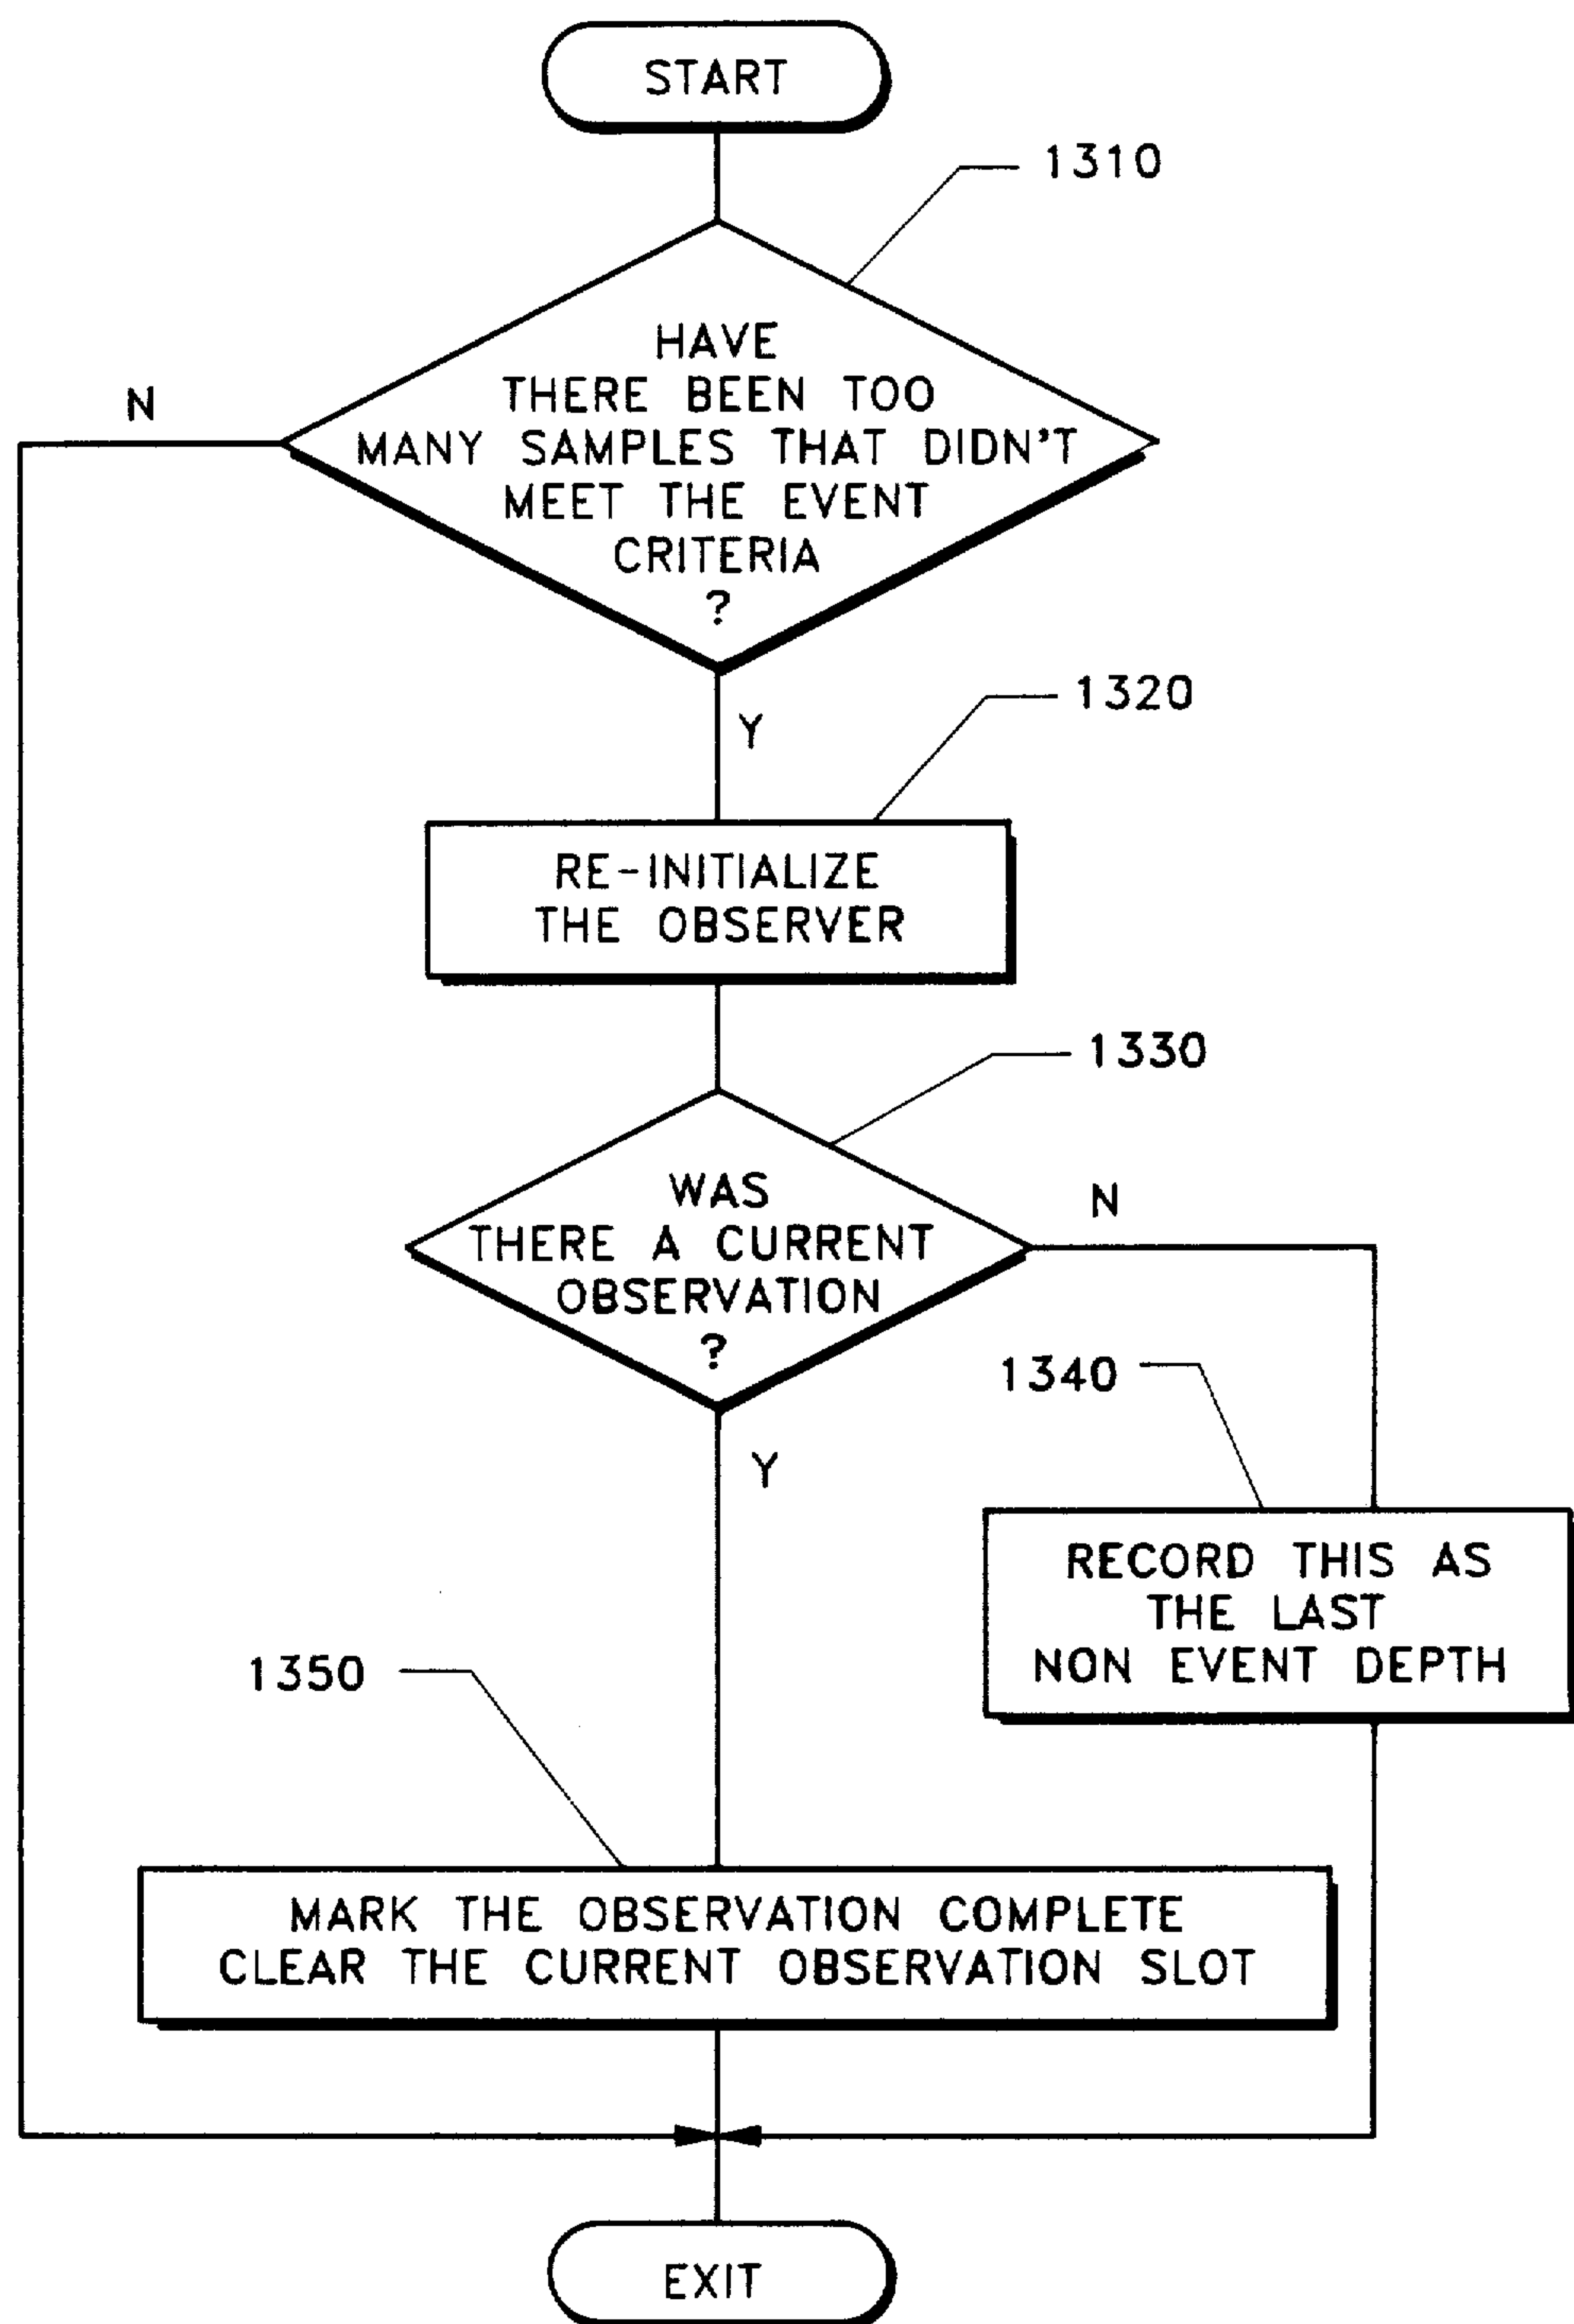 START
1310
HAVE
THERE BEEN TOO
MANY SAMPLES THAT DIDN'T
MEET THE EVENT
CRITERIA
?
N
Y
1320
RE-INITIALIZE
THE OBSERVER
1330
WAS
THERE A CURRENT
OBSERVATION
?
N
Y
1340
RECORD THIS AS
THE LAST
NON EVENT DEPTH
1350
MARK THE OBSERVATION COMPLETE
CLEAR THE CURRENT OBSERVATION SLOT
EXIT